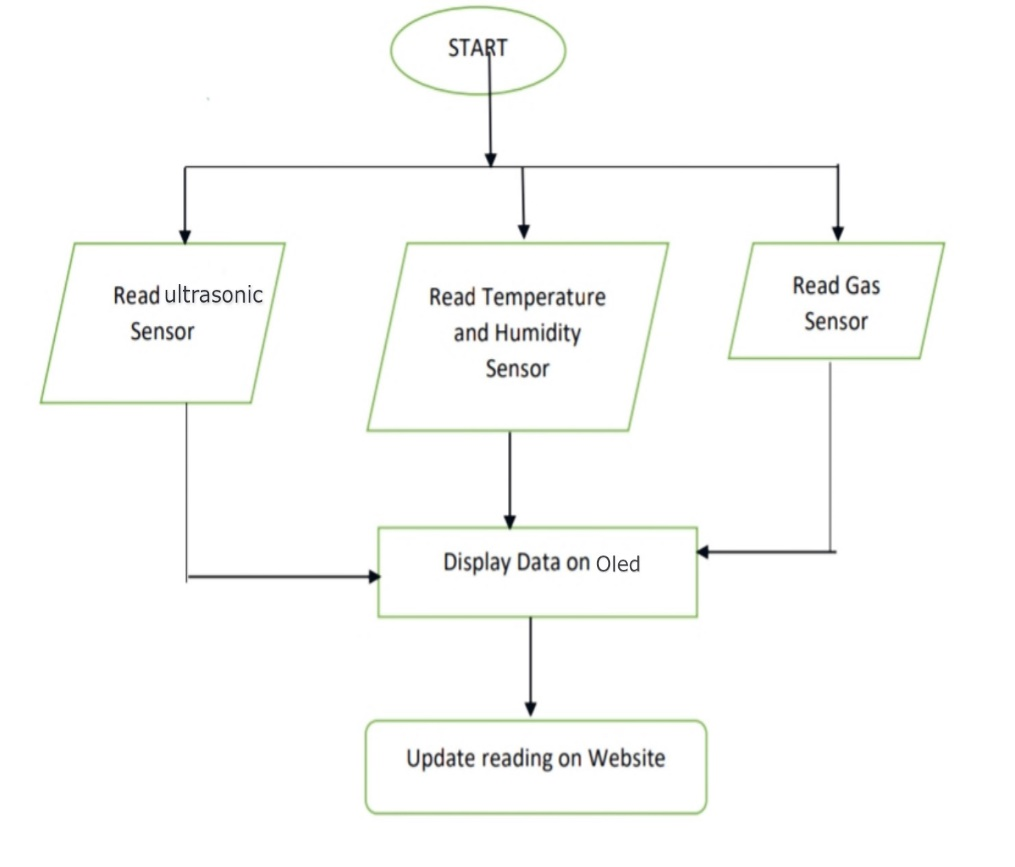 START
Read ultrasonic
Sensor
Read Temperature
and Humidity
Sensor
Read Gas
Sensor
Display Data on Oled
Update reading on Website